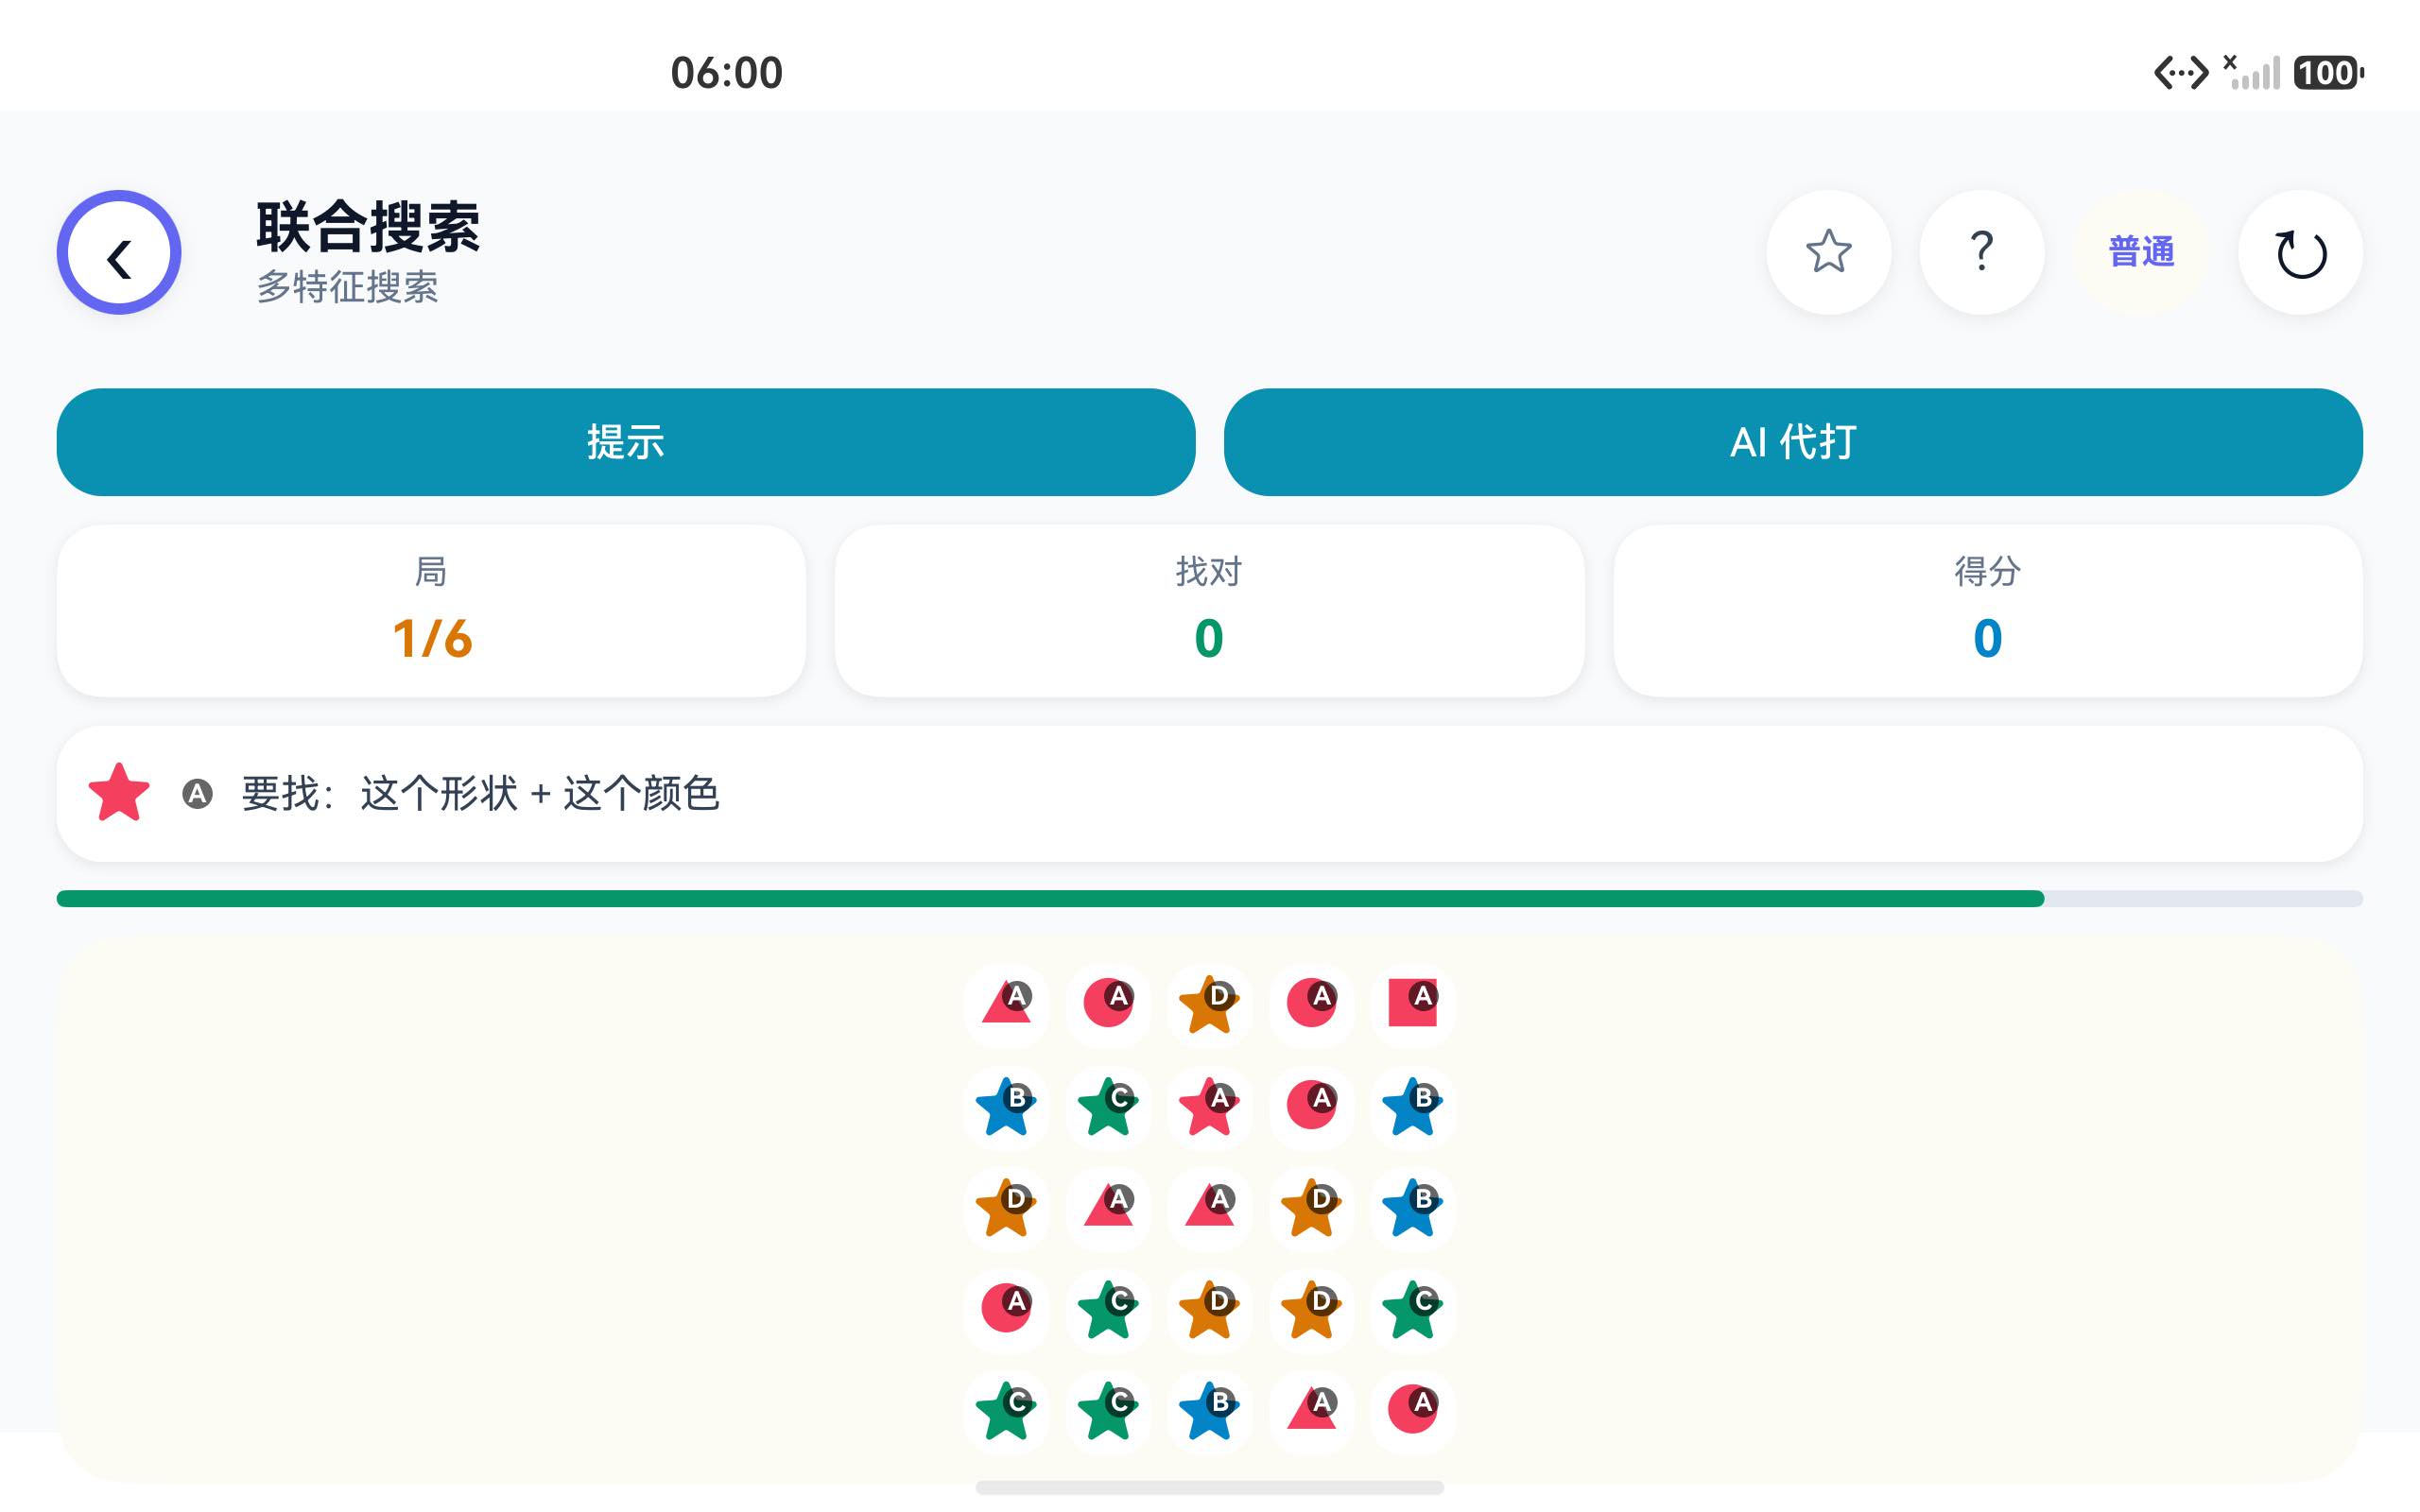 06:00
100
联合搜索
多特征搜索
?
普通
提示
AI 代打
局
找对
得分
1/6
0
0
A 要找：这个形状 + 这个颜色
A A D A A
B C A A B
D A A D B
A C D D C
C C B A A